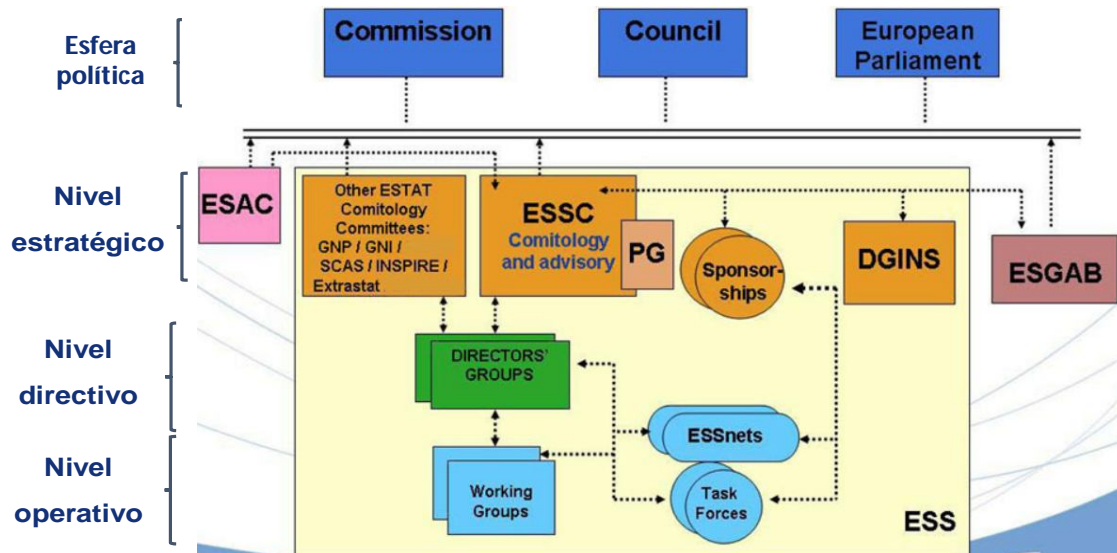 Esfera
política
Commission
Council
European
Parliament
Nivel
estratégico
ESAC
Other ESTAT
Comitology
Committees:
GNP / GNI /
SCAS / INSPIRE /
Extrastat
ESSC
Comitology
and advisory
PG
Sponsor-
ships
DGINS
ESGAB
Nivel
directivo
DIRECTORS'
GROUPS
Nivel
operativo
ESSnets
Working
Groups
Task
Forces
ESS